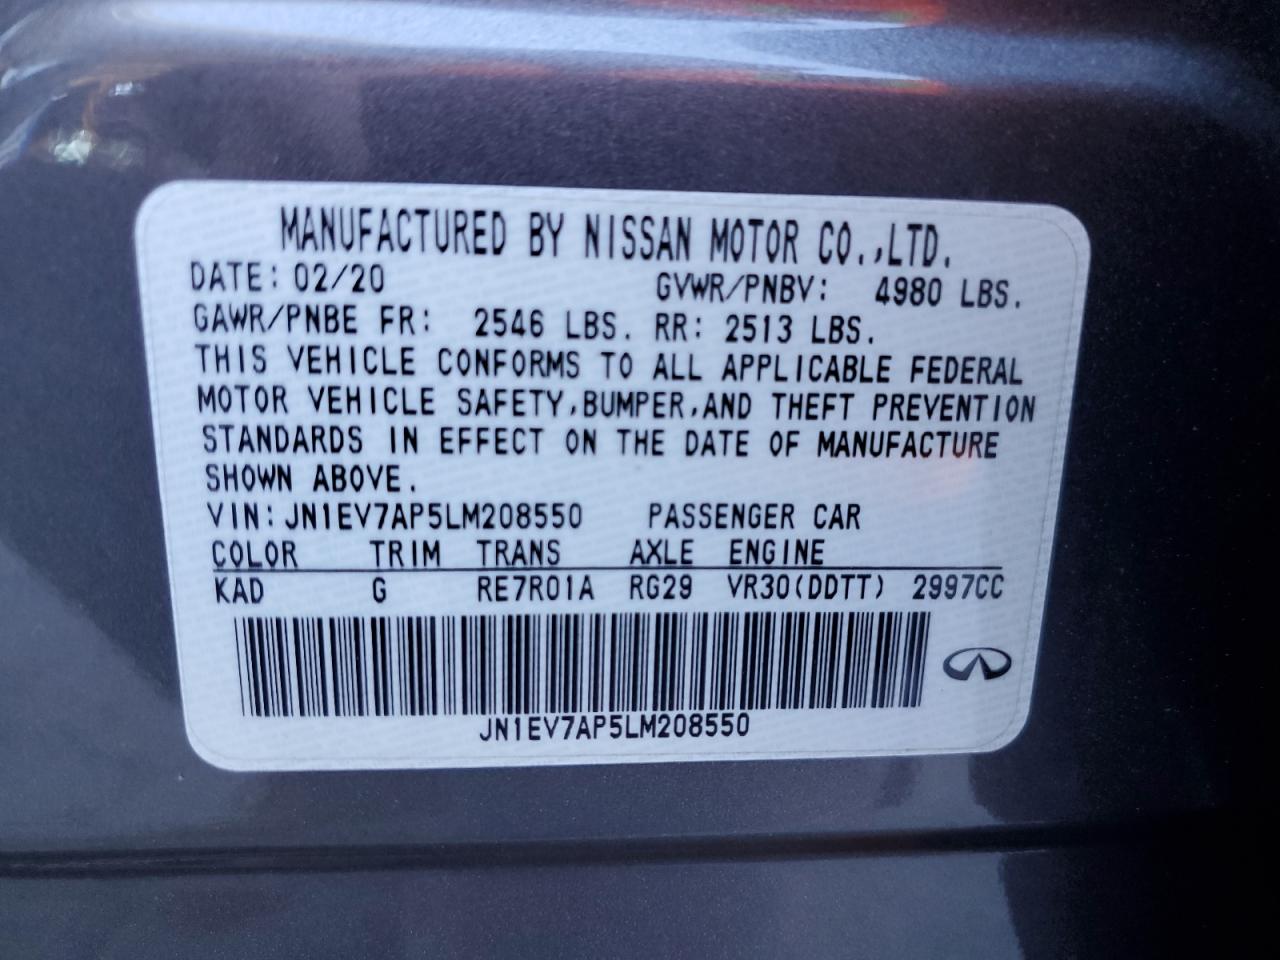 MANUFACTURED BY NISSAN MOTOR CO.,LTD.
DATE: 02/20 GVWR/PNBV: 4980 LBS.
GAWR/PNBE FR: 2546 LBS. RR: 2513 LBS.
THIS VEHICLE CONFORMS TO ALL APPLICABLE FEDERAL
MOTOR VEHICLE SAFETY,BUMPER,AND THEFT PREVENTION
STANDARDS IN EFFECT ON THE DATE OF MANUFACTURE
SHOWN ABOVE.
VIN:JN1EV7AP5LM208550 PASSENGER CAR
COLOR TRIM TRANS AXLE ENGINE
KAD G RE7R01A RG29 VR30(DDTT) 2997CC
JN1EV7AP5LM208550